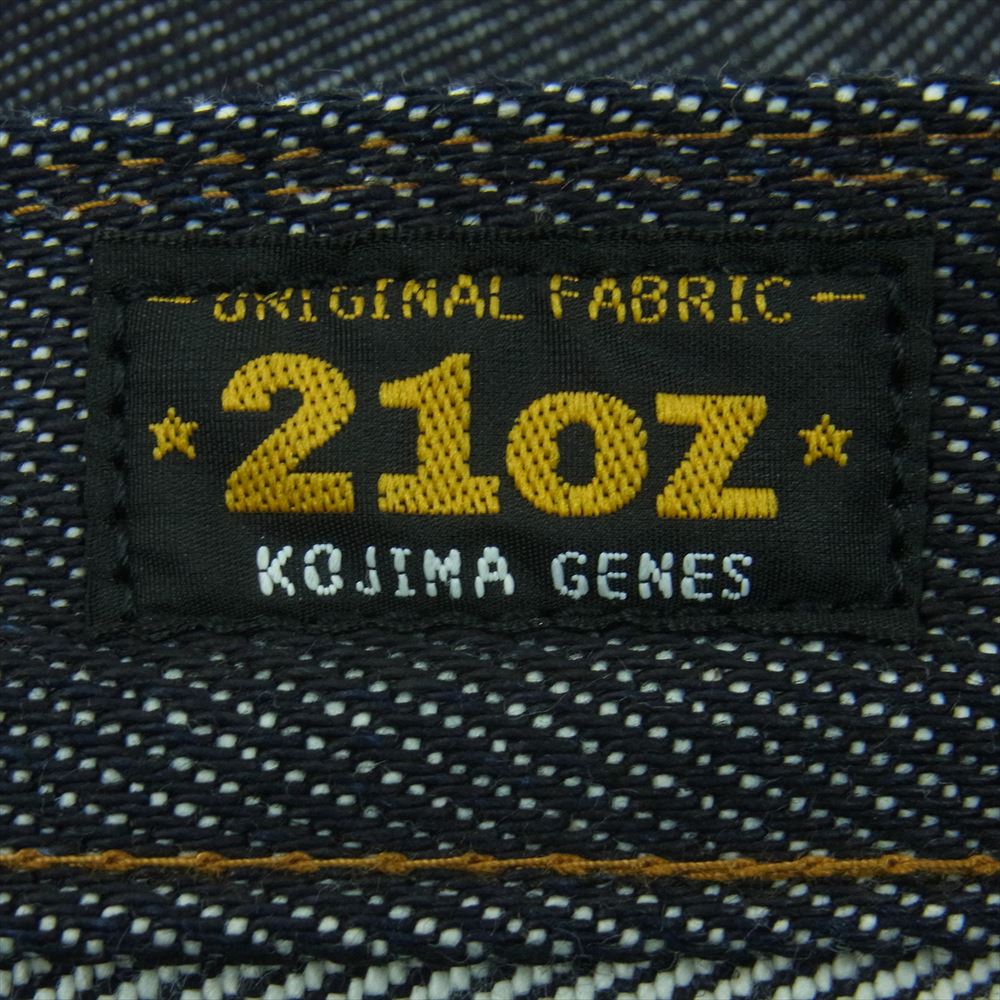 - ORIGINAL FABRIC -
★ 21oz ★
KOJIMA GENES